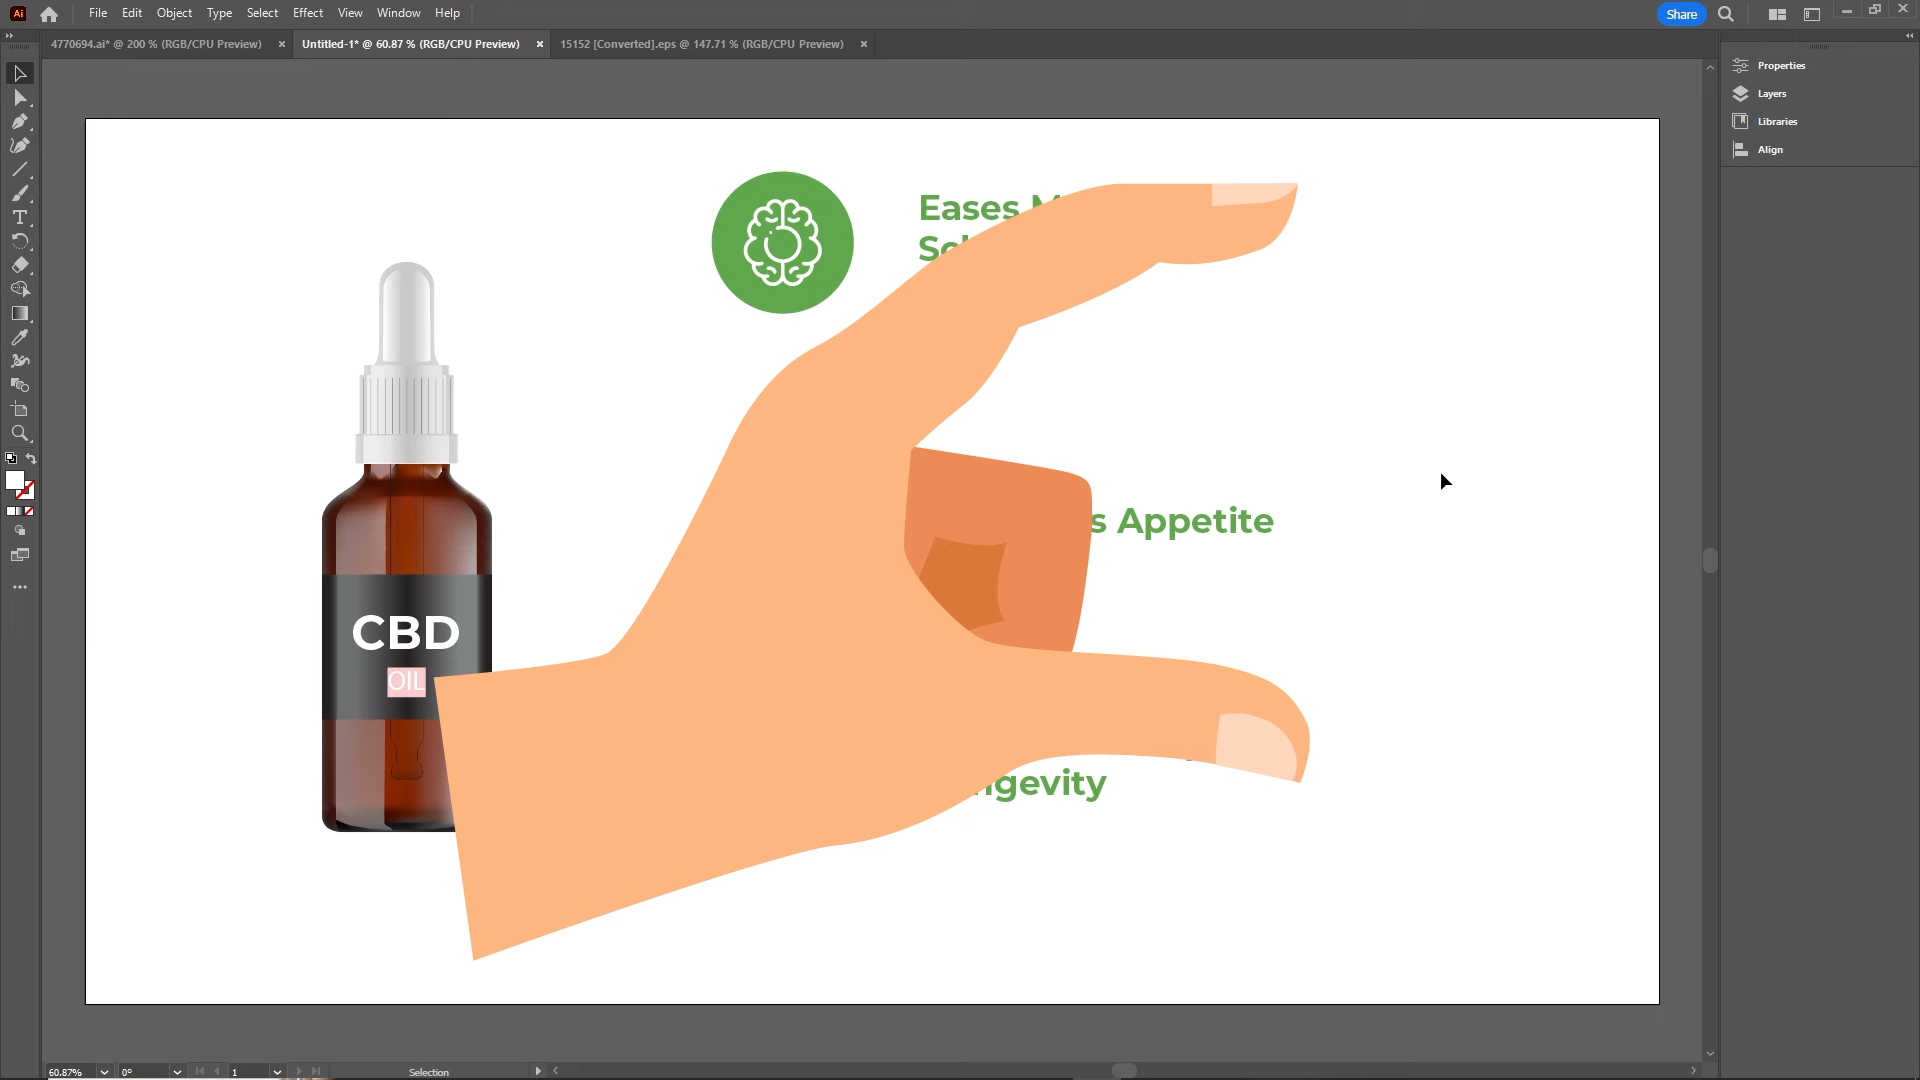 Ai File Edit Object Type Select Effect View Window Help Share
4770694.ai* @ 200 % (RGB/CPU Preview) Untitled-1* @ 60.87 % (RGB/CPU Preview) 15152 [Converted].eps @ 147.71 % (RGB/CPU Preview)
Properties
Layers
Libraries
Align
Eases
s Appetite
CBD
OIL
gevity
60.87% 0° 1 Selection